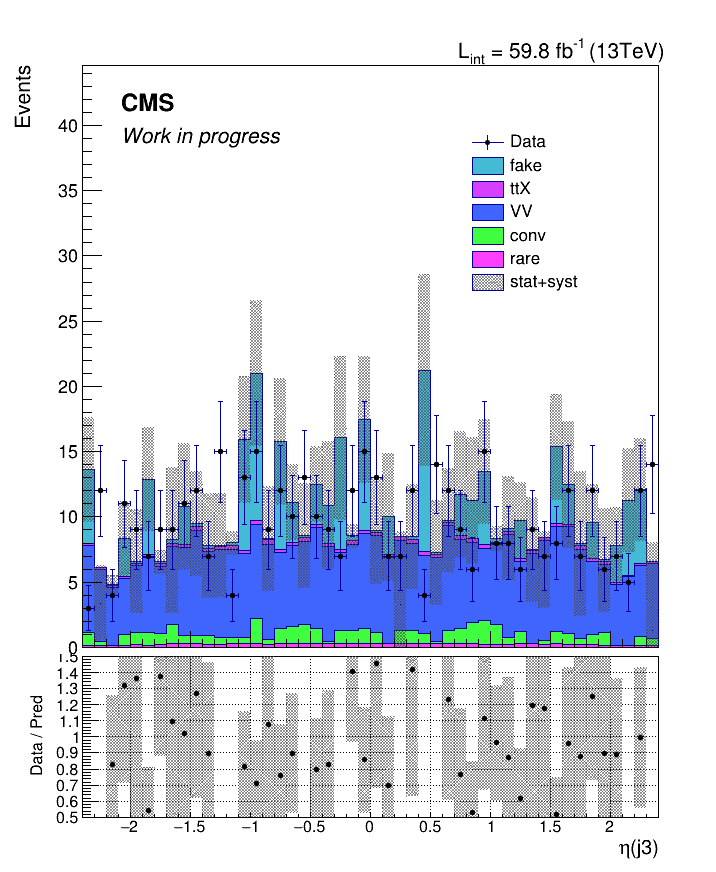 L_int = 59.8 fb^-1 (13TeV)
Events
CMS
Work in progress
Data
fake
ttX
VV
conv
rare
stat+syst
40
35
30
25
20
15
10
5
0
Data / Pred
1.5
1.4
1.3
1.2
1.1
1
0.9
0.8
0.7
0.6
0.5
−2 −1.5 −1 −0.5 0 0.5 1 1.5 2
η(j3)